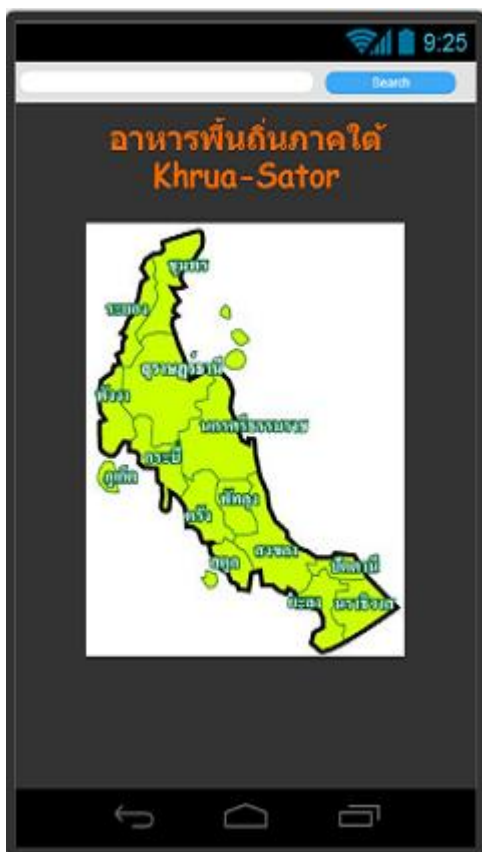 9:25
Search
อาหารพื้นถิ่นภาคใต้
Khrua-Sator
ชุมพร
ระนอง
สุราษฎร์ธานี
พังงา
นครศรีธรรมราช
กระบี่
ภูเก็ต
พัทลุง
ตรัง
สงขลา
สตูล
ปัตตานี
ยะลา
นราธิวาส